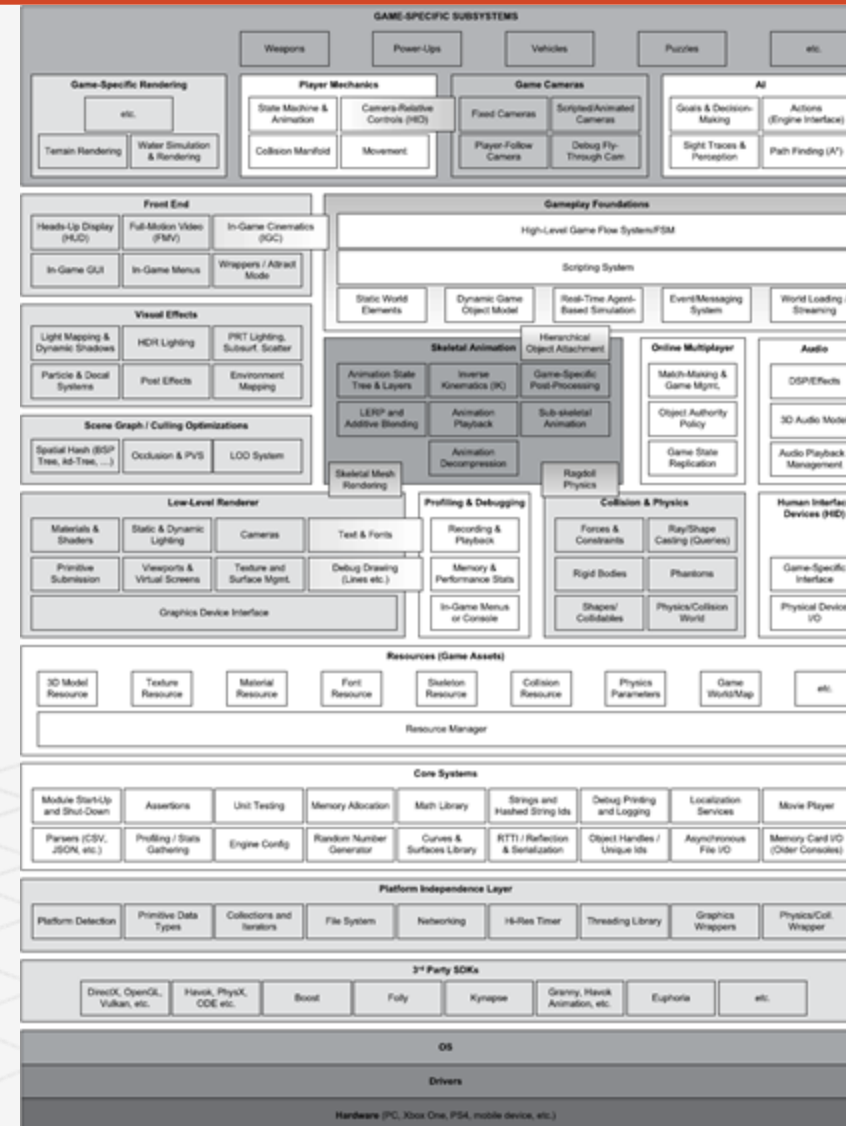 GAME-SPECIFIC SUBSYSTEMS
Weapons
Power-Ups
Vehicles
Puzzles
etc.
Game-Specific Rendering
etc.
Terrain Rendering
Water Simulation
& Rendering
Player Mechanics
State Machine &
Animation
Camera-Relative
Controls (HID)
Collision Manifold
Movement
Game Cameras
Fixed Cameras
Scripted/Animated
Cameras
Player-Follow
Camera
Debug Fly-
Through Cam
AI
Goals & Decision-
Making
Actions
(Engine Interface)
Sight Traces &
Perception
Path Finding (A*)
Front End
Heads-Up Display
(HUD)
Full-Motion Video
(FMV)
In-Game Cinematics
(IGC)
In-Game GUI
In-Game Menus
Wrappers / Attract
Mode
Gameplay Foundations
High-Level Game Flow System/FSM
Scripting System
Static World
Elements
Dynamic Game
Object Model
Real-Time Agent-
Based Simulation
Event/Messaging
System
World Loading /
Streaming
Visual Effects
Light Mapping &
Dynamic Shadows
HDR Lighting
PRT Lighting,
Subsurf. Scatter
Particle & Decal
Systems
Post Effects
Environment
Mapping
Skeletal Animation
Hierarchical
Object Attachment
Animation State
Tree & Layers
Inverse
Kinematics (IK)
Game-Specific
Post-Processing
LERP and
Additive Blending
Animation
Playback
Sub-skeletal
Animation
Animation
Decompression
Skeletal Mesh
Rendering
Ragdoll
Physics
Online Multiplayer
Match-Making &
Game Mgmt.
Object Authority
Policy
Game State
Replication
Audio
DSP/Effects
3D Audio Mode
Audio Playback
Management
Scene Graph / Culling Optimizations
Spatial Hash (BSP
Tree, kd-Tree, ...)
Occlusion & PVS
LOD System
Low-Level Renderer
Materials &
Shaders
Static & Dynamic
Lighting
Cameras
Text & Fonts
Primitive
Submission
Viewports &
Virtual Screens
Texture and
Surface Mgmt.
Debug Drawing
(Lines etc.)
Graphics Device Interface
Profiling & Debugging
Recording &
Playback
Memory &
Performance Stats
In-Game Menus
or Console
Collision & Physics
Forces &
Constraints
Ray/Shape
Casting (Queries)
Rigid Bodies
Phantoms
Shapes/
Collidables
Physics/Collision
World
Human Interfac
Devices (HID)
Game-Specific
Interface
Physical Device
I/O
Resources (Game Assets)
3D Model
Resource
Texture
Resource
Material
Resource
Font
Resource
Skeleton
Resource
Collision
Resource
Physics
Parameters
Game
World/Map
etc.
Resource Manager
Core Systems
Module Start-Up
and Shut-Down
Assertions
Unit Testing
Memory Allocation
Math Library
Strings and
Hashed String Ids
Debug Printing
and Logging
Localization
Services
Movie Player
Parsers (CSV,
JSON, etc.)
Profiling / Stats
Gathering
Engine Config
Random Number
Generator
Curves &
Surfaces Library
RTTI / Reflection
& Serialization
Object Handles /
Unique Ids
Asynchronous
File I/O
Memory Card I/O
(Older Consoles)
Platform Independence Layer
Platform Detection
Primitive Data
Types
Collections and
Iterators
File System
Networking
Hi-Res Timer
Threading Library
Graphics
Wrappers
Physics/Coll.
Wrapper
3rd Party SDKs
DirectX, OpenGL,
Vulkan, etc.
Havok, PhysX,
ODE etc.
Boost
Folly
Kynapse
Granny, Havok
Animation, etc.
Euphoria
etc.
OS
Drivers
Hardware (PC, Xbox One, PS4, mobile device, etc.)